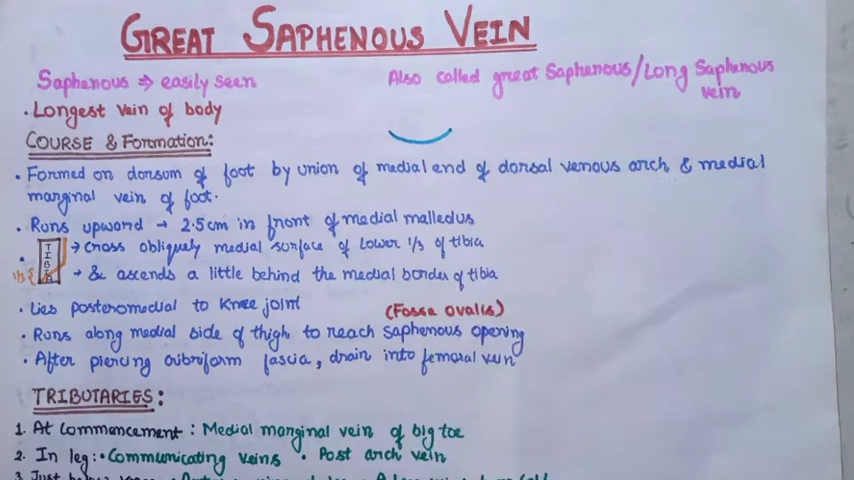 GREAT SAPHENOUS VEIN
Saphenous ⇒ easily seen
Also called great Saphenous/Long Saphenous vein
• Longest vein of body
COURSE & Formation:
• Formed on dorsum of foot by union of medial end of dorsal venous arch & medial
marginal vein of foot.
• Runs upward → 2.5cm in front of medial malleolus
TIBIA
1/3 {
→ Cross obliquely medial surface of lower 1/3 of tibia
→ & ascends a little behind the medial border of tibia
• Lies posteromedial to Knee joint
(Fossa ovalis)
• Runs along medial side of thigh to reach saphenous opening
• After piercing cribriform fascia, drain into femoral vein
TRIBUTARIES:
1. At Commencement : Medial marginal vein of big toe
2. In leg: • Communicating veins • Post arch vein
3. Just